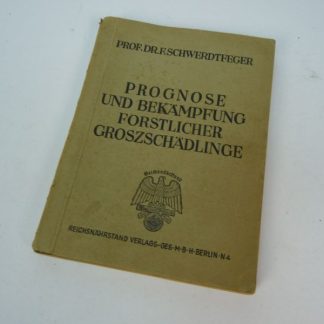 PROF. DR. F. SCHWERDTFEGER
PROGNOSE
UND BEKÄMPFUNG
FORSTLICHER
GROSZSCHÄDLINGE
REICHSNÄHRSTAND VERLAGS-GES·M·B·H·BERLIN·N4